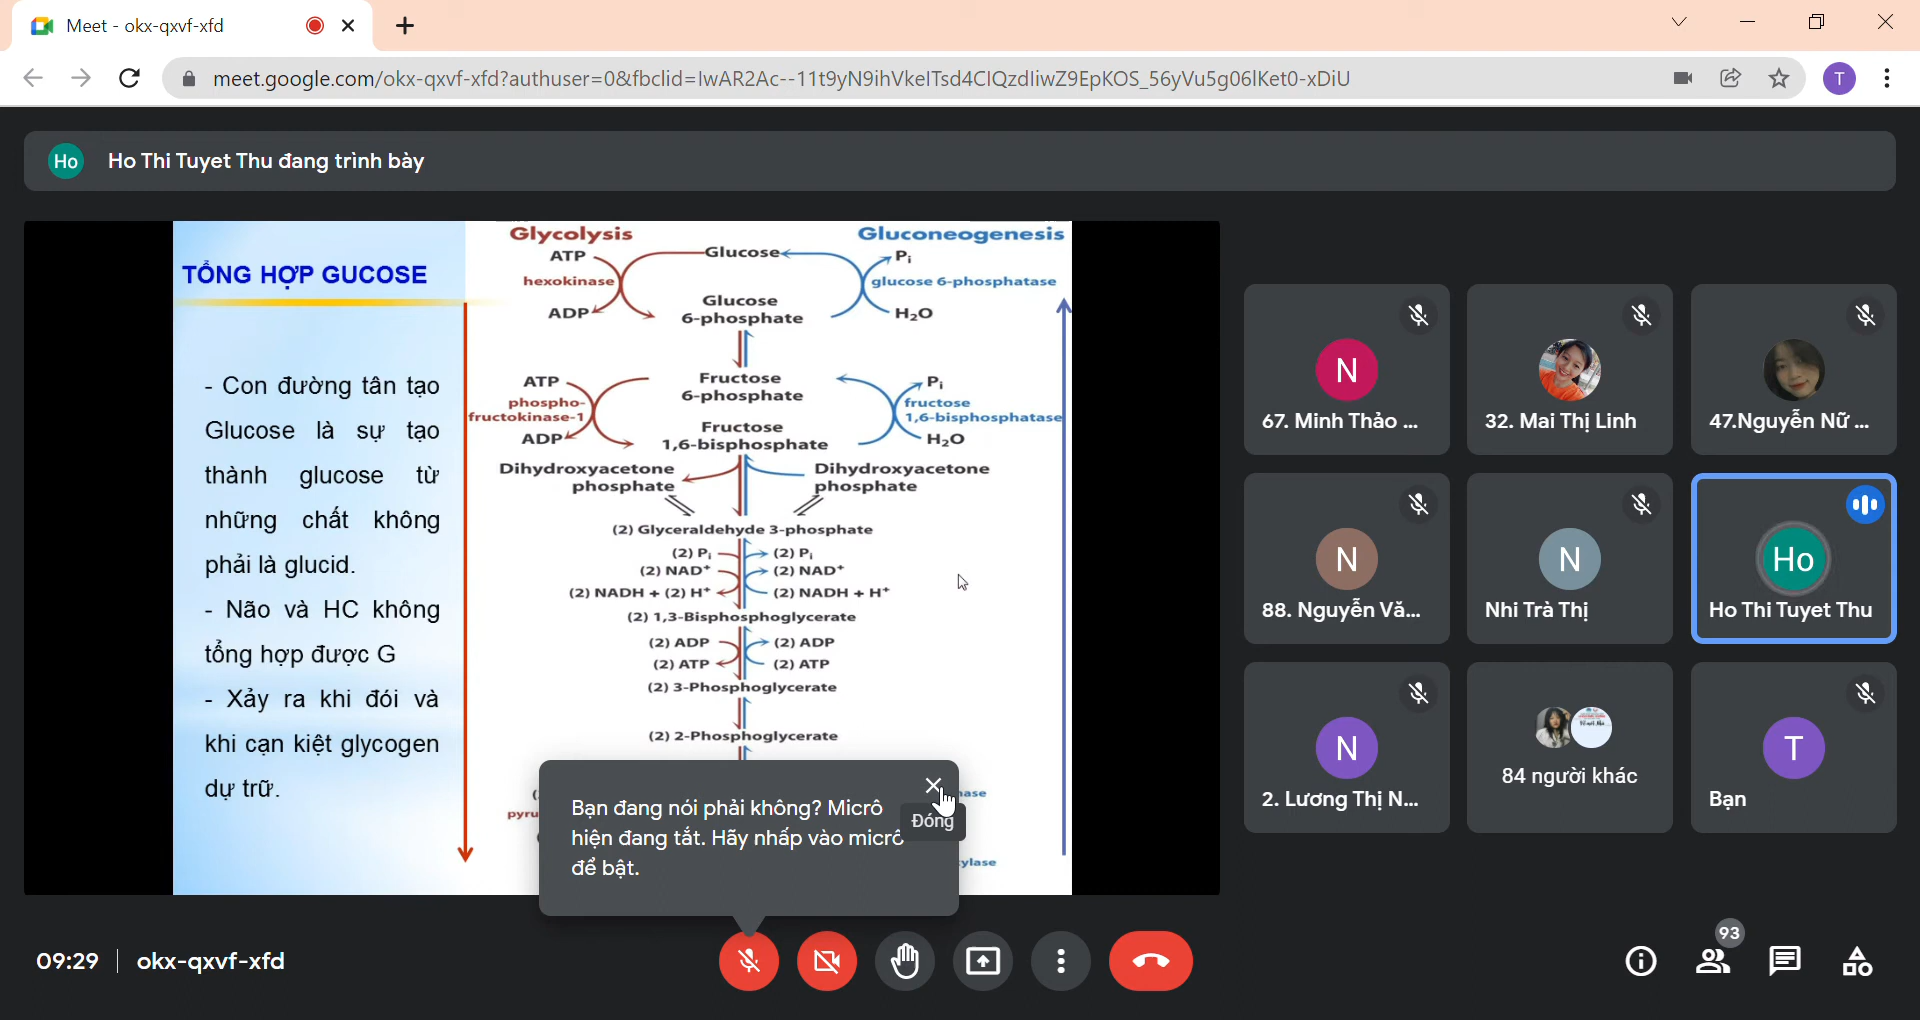 Meet - okx-qxvf-xfd
meet.google.com/okx-qxvf-xfd?authuser=0&fbclid=IwAR2Ac--11t9yN9ihVkeITsd4CIQzdIiwZ9EpKOS_56yVu5g06IKet0-xDiU
T
Ho
Ho Thi Tuyet Thu đang trình bày
TỔNG HỢP GUCOSE
- Con đường tân tạo
Glucose là sự tạo
thành glucose từ
những chất không
phải là glucid.
- Não và HC không
tổng hợp được G
- Xảy ra khi đói và
khi cạn kiệt glycogen
dự trữ.
Glycolysis
Gluconeogenesis
ATP
Glucose
Pi
hexokinase
glucose 6-phosphatase
Glucose
6-phosphate
ADP
H₂O
ATP
Fructose
6-phosphate
Pi
phospho-
fructokinase-1
fructose
1,6-bisphosphatase
ADP
Fructose
1,6-bisphosphate
H₂O
Dihydroxyacetone
phosphate
Dihydroxyacetone
phosphate
(2) Glyceraldehyde 3-phosphate
(2) Pi
(2) Pi
(2) NAD⁺
(2) NAD⁺
(2) NADH + (2) H⁺
(2) NADH + H⁺
(2) 1,3-Bisphosphoglycerate
(2) ADP
(2) ADP
(2) ATP
(2) ATP
(2) 3-Phosphoglycerate
(2) 2-Phosphoglycerate
Bạn đang nói phải không? Micrô
hiện đang tắt. Hãy nhấp vào micrô
để bật.
Đóng
N
67. Minh Thảo ...
32. Mai Thị Linh
47.Nguyễn Nữ ...
N
88. Nguyễn Vă...
N
Nhi Trà Thị
Ho
Ho Thi Tuyet Thu
N
2. Lương Thị N...
84 người khác
T
Bạn
09:29
okx-qxvf-xfd
93